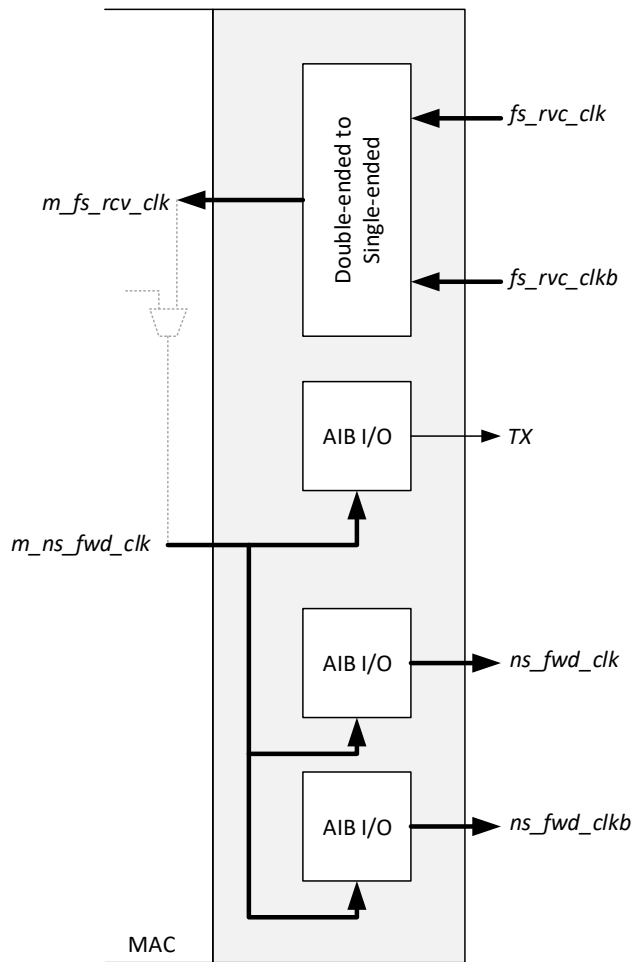 fs_rvc_clk
Double-ended to
Single-ended
m_fs_rcv_clk
fs_rvc_clkb
AIB I/O
TX
m_ns_fwd_clk
AIB I/O
ns_fwd_clk
AIB I/O
ns_fwd_clkb
MAC